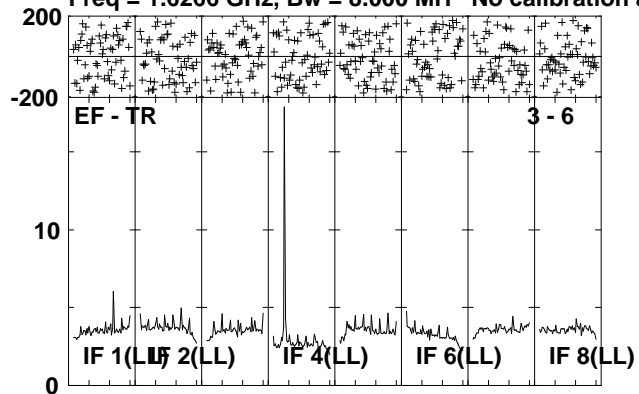 Freq = 1.6266 GHz, Bw = 8.000 MH No calibration a
200
-200
EF - TR 3 - 6
10
IF 1(LL) IF 2(LL) IF 4(LL) IF 6(LL) IF 8(LL)
0